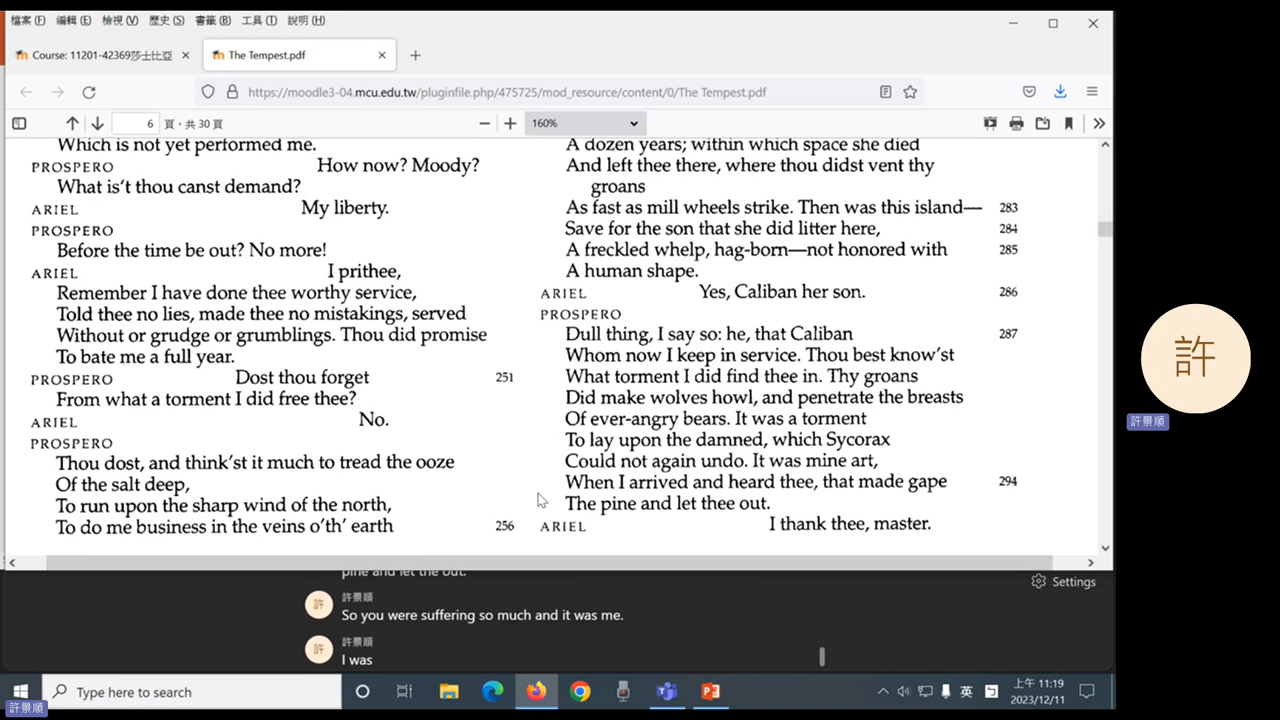 檔案(F) 編輯(E) 檢視(V) 歷史(S) 書籤(B) 工具(T) 說明(H)
Course: 11201-42369莎士比亞
The Tempest.pdf
https://moodle3-04.mcu.edu.tw/pluginfile.php/475725/mod_resource/content/0/The Tempest.pdf
6 頁，共 30 頁
160%
Which is not yet performed me.
PROSPERO How now? Moody?
What is't thou canst demand?
ARIEL My liberty.
PROSPERO
Before the time be out? No more!
ARIEL I prithee,
Remember I have done thee worthy service,
Told thee no lies, made thee no mistakings, served
Without or grudge or grumblings. Thou did promise
To bate me a full year.
PROSPERO Dost thou forget 251
From what a torment I did free thee?
ARIEL No.
PROSPERO
Thou dost, and think'st it much to tread the ooze
Of the salt deep,
To run upon the sharp wind of the north,
To do me business in the veins o'th' earth 256
A dozen years; within which space she died
And left thee there, where thou didst vent thy
groans
As fast as mill wheels strike. Then was this island— 283
Save for the son that she did litter here, 284
A freckled whelp, hag-born—not honored with 285
A human shape.
ARIEL Yes, Caliban her son. 286
PROSPERO
Dull thing, I say so: he, that Caliban 287
Whom now I keep in service. Thou best know'st
What torment I did find thee in. Thy groans
Did make wolves howl, and penetrate the breasts
Of ever-angry bears. It was a torment
To lay upon the damned, which Sycorax
Could not again undo. It was mine art,
When I arrived and heard thee, that made gape 294
The pine and let thee out.
ARIEL I thank thee, master.
pine and let the out.
許 許景順
So you were suffering so much and it was me.
許 許景順
I was
Settings
許
許景順
Type here to search
英
上午 11:19
2023/12/11
許景順